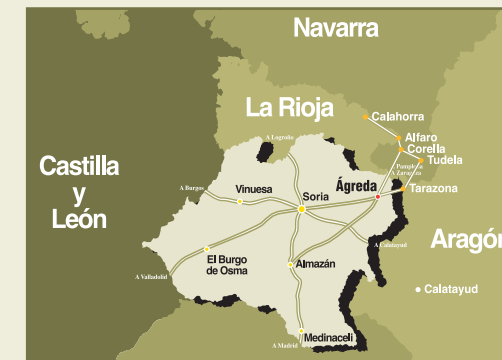 Navarra
La Rioja
Calahorra
Alfaro
Corella
Tudela
A Logroño
A Pamplona
A Zaragoza
Castilla
y
León
A Burgos
Vinuesa
Soria
Ágreda
Tarazona
Aragón
A Calatayud
El Burgo
de Osma
Almazán
A Valladolid
Calatayud
Medinaceli
A Madrid